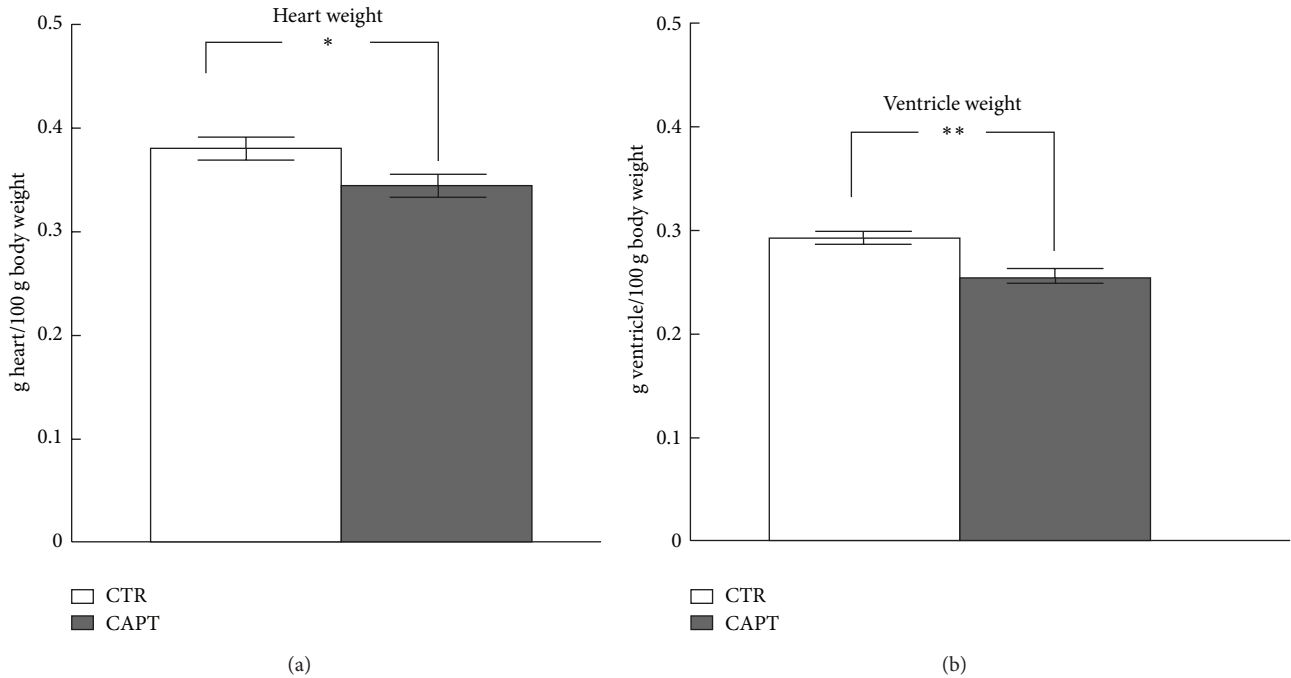 Heart weight
*
0.5
0.4
0.3
0.2
0.1
0
g heart/100 g body weight
CTR
CAPT
(a)
Ventricle weight
**
0.5
0.4
0.3
0.2
0.1
0
g ventricle/100 g body weight
CTR
CAPT
(b)